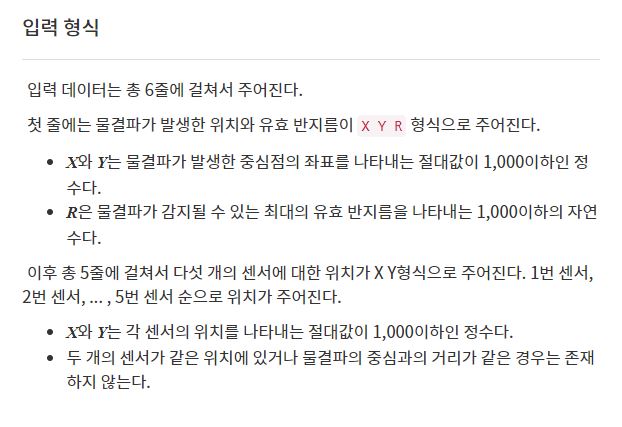 입력 형식
입력 데이터는 총 6줄에 걸쳐서 주어진다.
첫 줄에는 물결파가 발생한 위치와 유효 반지름이 X Y R 형식으로 주어진다.
• X와 Y는 물결파가 발생한 중심점의 좌표를 나타내는 절대값이 1,000이하인 정
수다.
• R은 물결파가 감지될 수 있는 최대의 유효 반지름을 나타내는 1,000이하의 자연
수다.
이후 총 5줄에 걸쳐서 다섯 개의 센서에 대한 위치가 X Y형식으로 주어진다. 1번 센서,
2번 센서, ... , 5번 센서 순으로 위치가 주어진다.
• X와 Y는 각 센서의 위치를 나타내는 절대값이 1,000이하인 정수다.
• 두 개의 센서가 같은 위치에 있거나 물결파의 중심과의 거리가 같은 경우는 존재
하지 않는다.